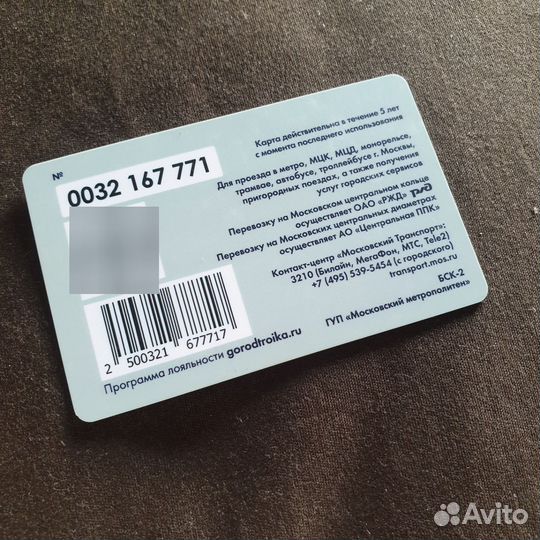 №
0032 167 771
Карта действительна в течение 5 лет
с момента последнего использования
Для проезда в метро, МЦК, МЦД, монорельсе,
трамвае, автобусе, троллейбусе г. Москвы,
пригородных поездах, а также получения
услуг городских сервисов
Перевозку на Московском центральном кольце
осуществляет ОАО «РЖД» РЖД
Перевозку на Московских центральных диаметрах
осуществляет АО «Центральная ППК»
Контакт-центр «Московский Транспорт»:
3210 (Билайн, МегаФон, МТС, Tele2)
+7 (495) 539-5454 (с городского)
transport.mos.ru
БСК-2
ГУП «Московский метрополитен»
2 500321 677717
Программа лояльности gorodtroika.ru
Avito